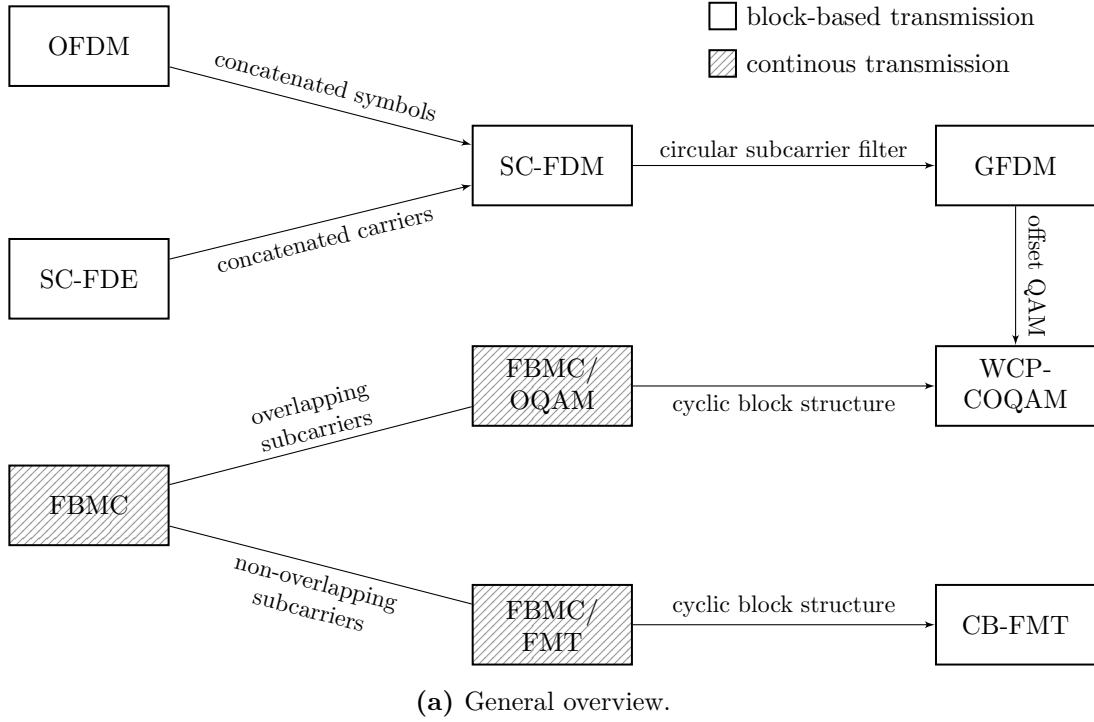 OFDM
block-based transmission
continous transmission
concatenated symbols
SC-FDM
circular subcarrier filter
GFDM
SC-FDE
concatenated carriers
offset QAM
FBMC/
OQAM
cyclic block structure
WCP-
COQAM
overlapping
subcarriers
FBMC
non-overlapping
subcarriers
FBMC/
FMT
cyclic block structure
CB-FMT
(a) General overview.